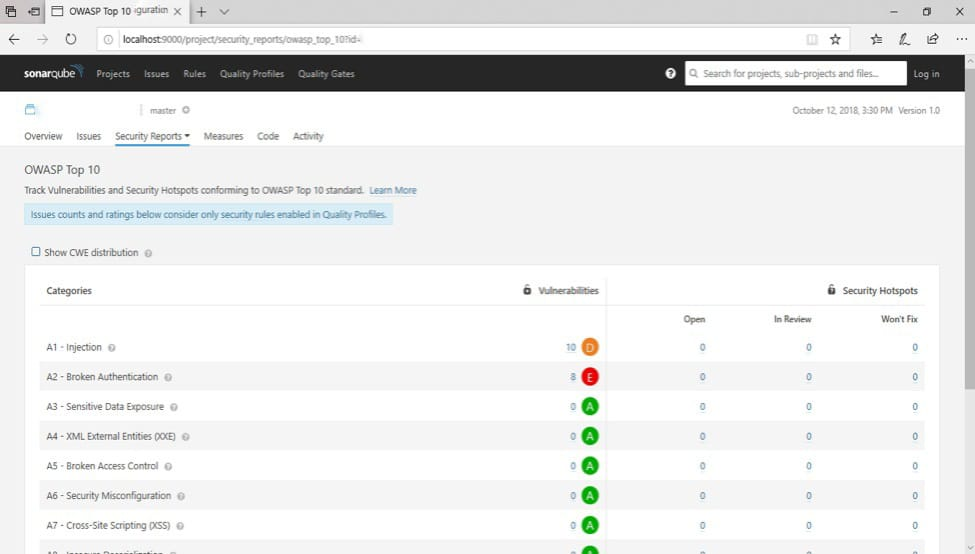 OWASP Top 10 guration
localhost:9000/project/security_reports/owasp_top_10?id=
sonarqube Projects Issues Rules Quality Profiles Quality Gates Search for projects, sub-projects and files... Log in
master October 12, 2018, 3:30 PM Version 1.0
Overview Issues Security Reports Measures Code Activity
OWASP Top 10
Track Vulnerabilities and Security Hotspots conforming to OWASP Top 10 standard. Learn More
Issues counts and ratings below consider only security rules enabled in Quality Profiles.
Show CWE distribution
Categories Vulnerabilities Security Hotspots
Open In Review Won't Fix
A1 - Injection 10 D 0 0 0
A2 - Broken Authentication 8 E 0 0 0
A3 - Sensitive Data Exposure 0 A 0 0 0
A4 - XML External Entities (XXE) 0 A 0 0 0
A5 - Broken Access Control 0 A 0 0 0
A6 - Security Misconfiguration 0 A 0 0 0
A7 - Cross-Site Scripting (XSS) 0 A 0 0 0